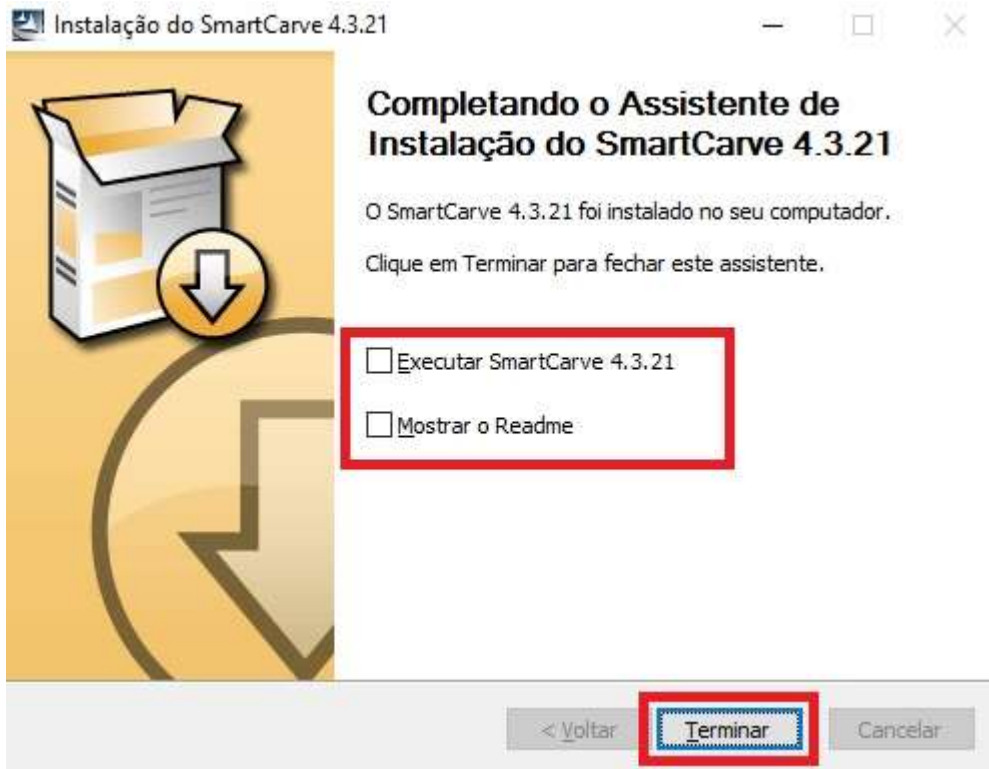 Instalação do SmartCarve 4.3.21
Completando o Assistente de
Instalação do SmartCarve 4.3.21
O SmartCarve 4.3.21 foi instalado no seu computador.
Clique em Terminar para fechar este assistente.
Executar SmartCarve 4.3.21
Mostrar o Readme
< Voltar
Terminar
Cancelar